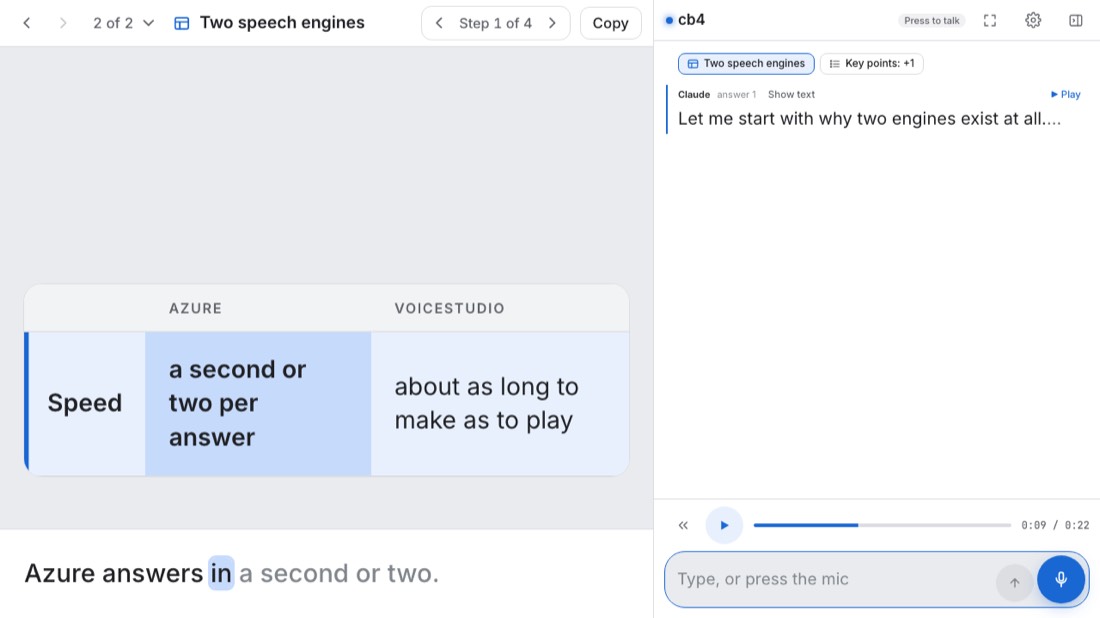 2 of 2
Two speech engines
Step 1 of 4
Copy
AZURE
VOICESTUDIO
Speed
a second or
two per
answer
about as long to
make as to play
Azure answers in a second or two.
cb4
Press to talk
Two speech engines
Key points: +1
Claude answer 1 Show text
Play
Let me start with why two engines exist at all....
0:09 / 0:22
Type, or press the mic